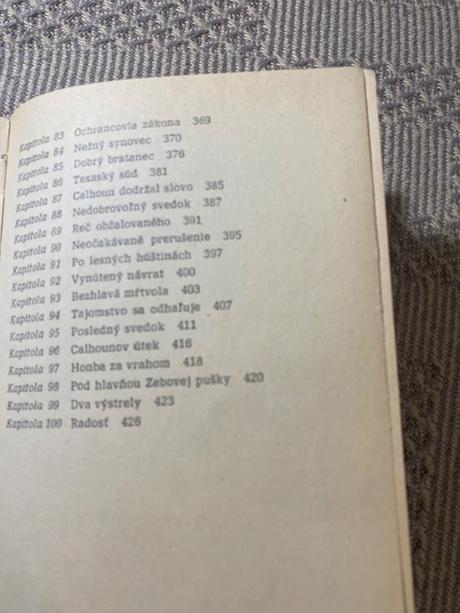 Kapitola 83 Ochrancovia zákona 369
Kapitola 84 Nežný synovec 370
Kapitola 85 Dobrý bratanec 376
Kapitola 86 Texaský súd 381
Kapitola 87 Calhoun dodržal slovo 385
Kapitola 88 Nedobrovoľný svedok 387
Kapitola 89 Reč obžalovaného 391
Kapitola 90 Neočakávané prerušenie 395
Kapitola 91 Po lesných húštinách 397
Kapitola 92 Vynútený návrat 400
Kapitola 93 Bezhlavá mŕtvola 403
Kapitola 94 Tajomstvo sa odhaľuje 407
Kapitola 95 Posledný svedok 411
Kapitola 96 Calhounov útek 416
Kapitola 97 Honba za vrahom 418
Kapitola 98 Pod hlavňou Zebovej pušky 420
Kapitola 99 Dva výstrely 423
Kapitola 100 Radosť 426